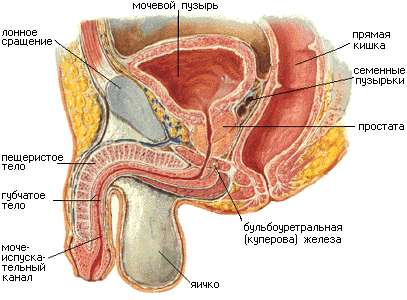 мочевой пузырь
лонное
сращение
прямая
кишка
семенные
пузырьки
простата
пещеристое
тело
губчатое
тело
бульбоуретральная
(куперова) железа
моче-
испуска-
тельный
канал
яичко